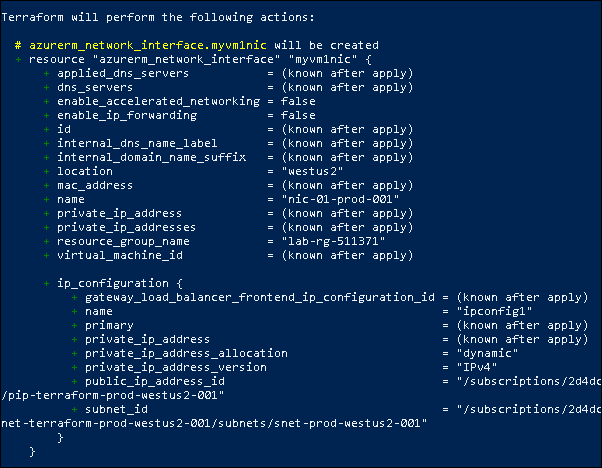 Terraform will perform the following actions:
# azurerm_network_interface.myvm1nic will be created
+ resource "azurerm_network_interface" "myvm1nic" {
+ applied_dns_servers = (known after apply)
+ dns_servers = (known after apply)
+ enable_accelerated_networking = false
+ enable_ip_forwarding = false
+ id = (known after apply)
+ internal_dns_name_label = (known after apply)
+ internal_domain_name_suffix = (known after apply)
+ location = "westus2"
+ mac_address = (known after apply)
+ name = "nic-01-prod-001"
+ private_ip_address = (known after apply)
+ private_ip_addresses = (known after apply)
+ resource_group_name = "lab-rg-511371"
+ virtual_machine_id = (known after apply)
+ ip_configuration {
+ gateway_load_balancer_frontend_ip_configuration_id = (known after apply)
+ name = "ipconfig1"
+ primary = (known after apply)
+ private_ip_address = (known after apply)
+ private_ip_address_allocation = "dynamic"
+ private_ip_address_version = "IPv4"
+ public_ip_address_id = "/subscriptions/2d4dc
/pip-terraform-prod-westus2-001"
+ subnet_id = "/subscriptions/2d4dc
net-terraform-prod-westus2-001/subnets/snet-prod-westus2-001"
}
}